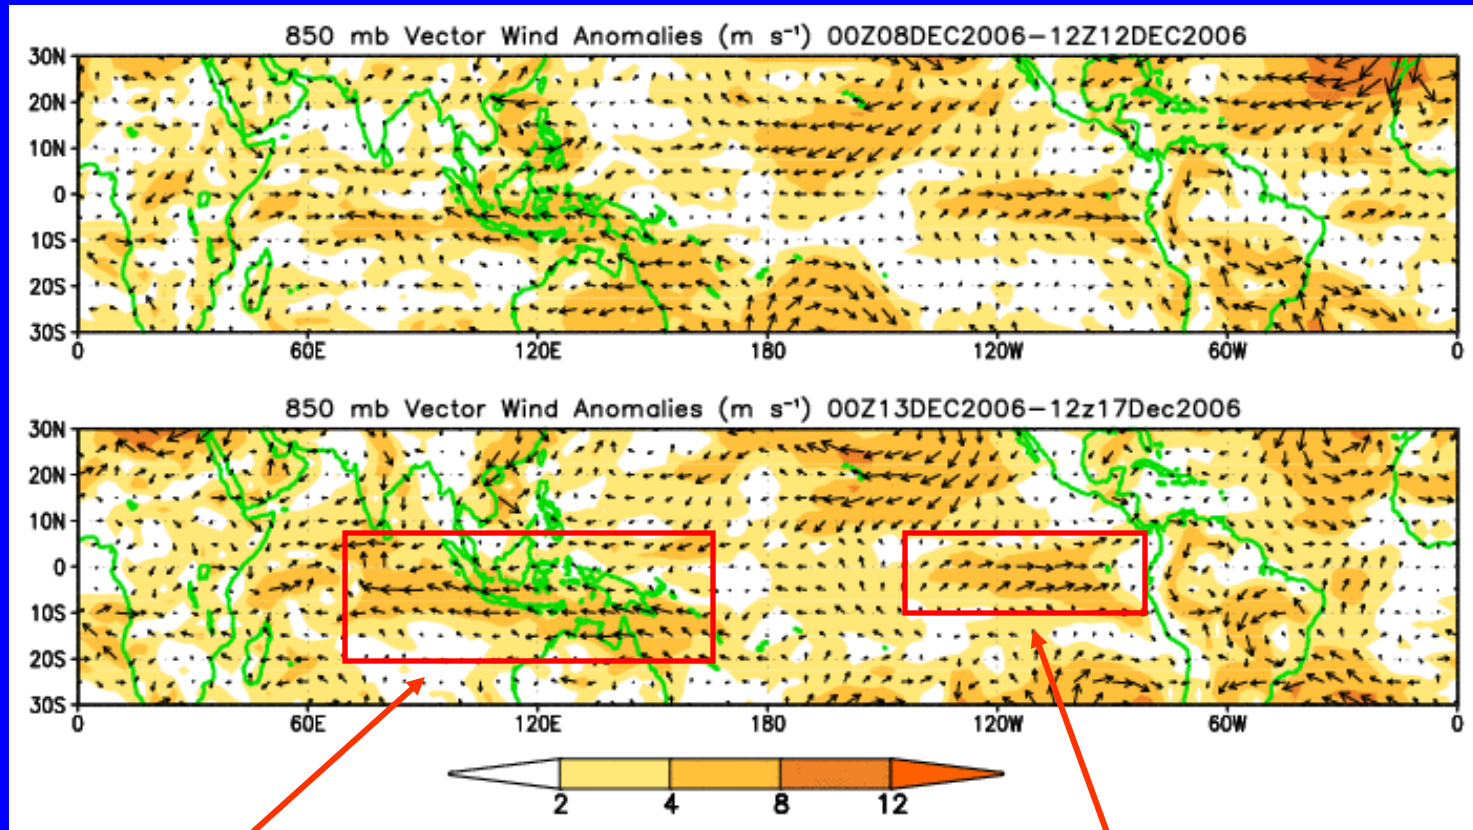 850 mb Vector Wind Anomalies (m s⁻¹) 00Z08DEC2006−12Z12DEC2006
30N
20N
10N
0
10S
20S
30S
0 60E 120E 180 120W 60W 0
850 mb Vector Wind Anomalies (m s⁻¹) 00Z13DEC2006−12z17Dec2006
30N
20N
10N
0
10S
20S
30S
0 60E 120E 180 120W 60W 0
2 4 8 12